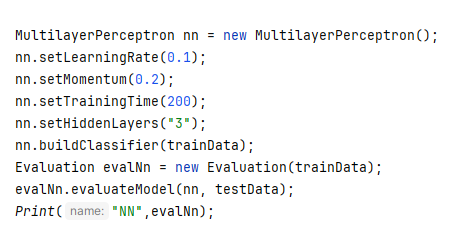 MultilayerPerceptron nn = new MultilayerPerceptron();
nn.setLearningRate(0.1);
nn.setMomentum(0.2);
nn.setTrainingTime(200);
nn.setHiddenLayers("3");
nn.buildClassifier(trainData);
Evaluation evalNn = new Evaluation(trainData);
evalNn.evaluateModel(nn, testData);
Print( name: "NN",evalNn);